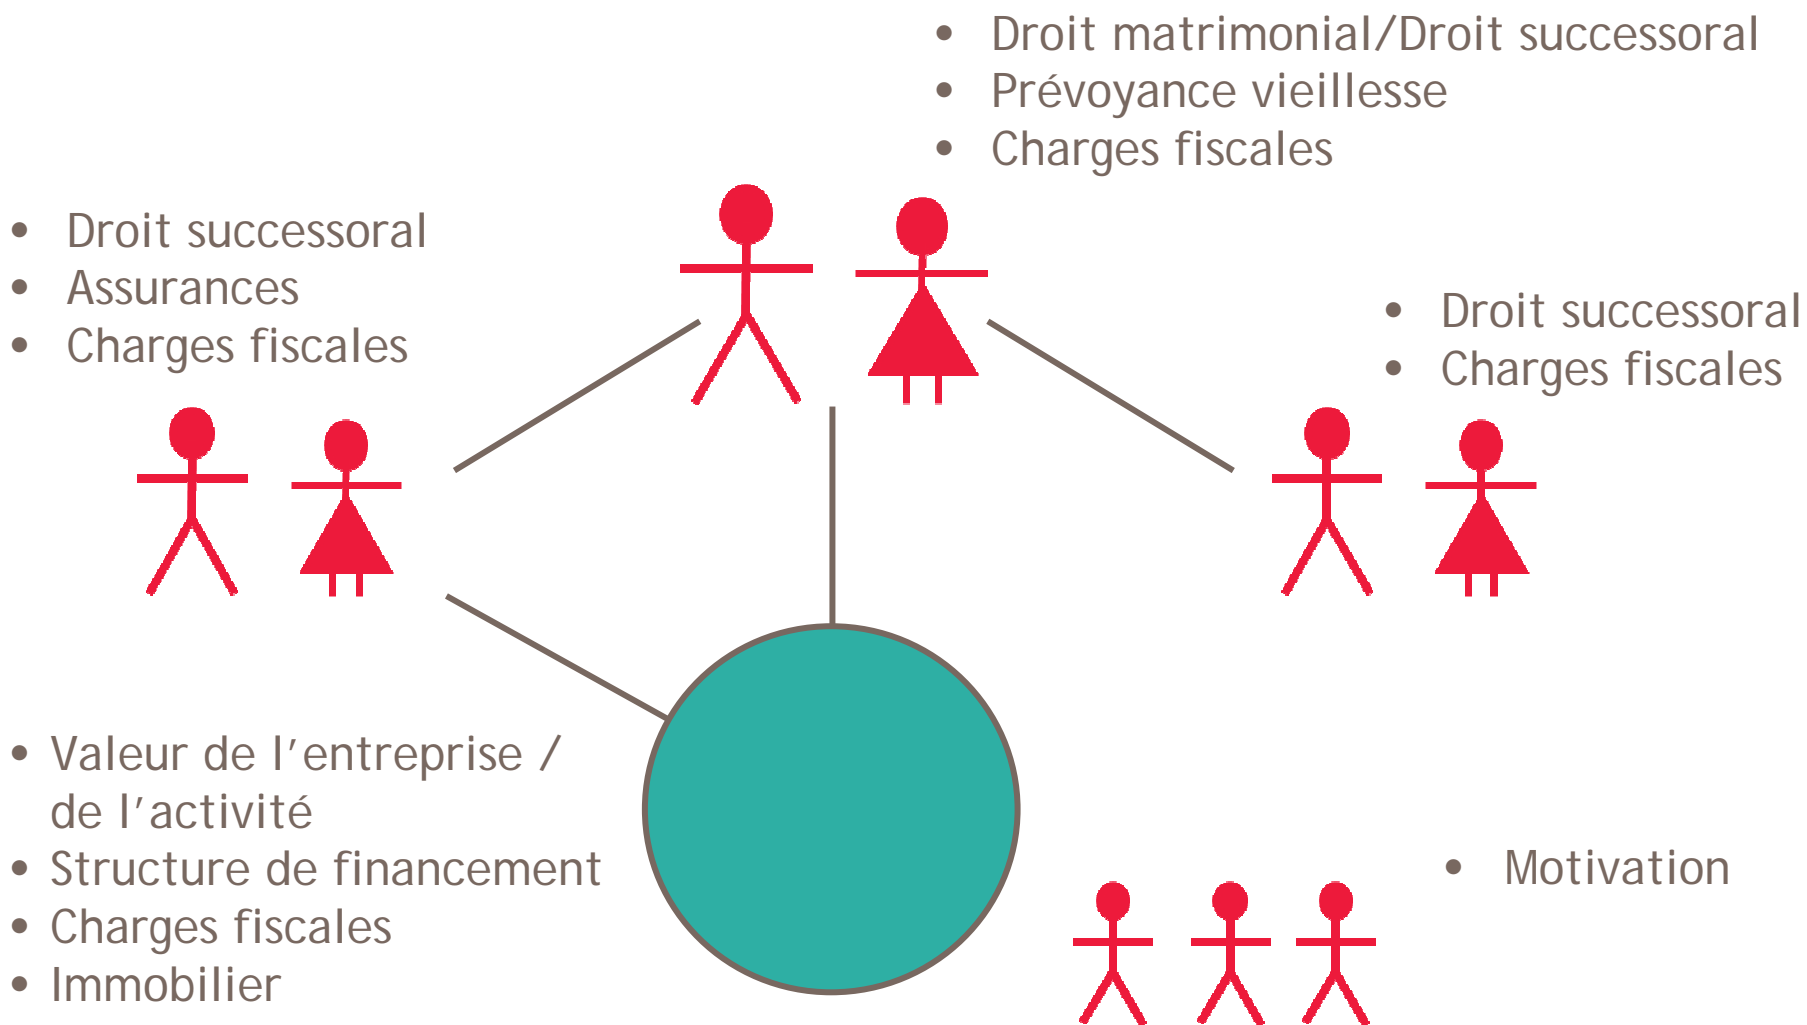 • Droit matrimonial/Droit successoral
• Prévoyance vieillesse
• Charges fiscales
• Droit successoral
• Assurances
• Charges fiscales
• Droit successoral
• Charges fiscales
• Valeur de l’entreprise /
de l’activité
• Structure de financement
• Charges fiscales
• Immobilier
• Motivation